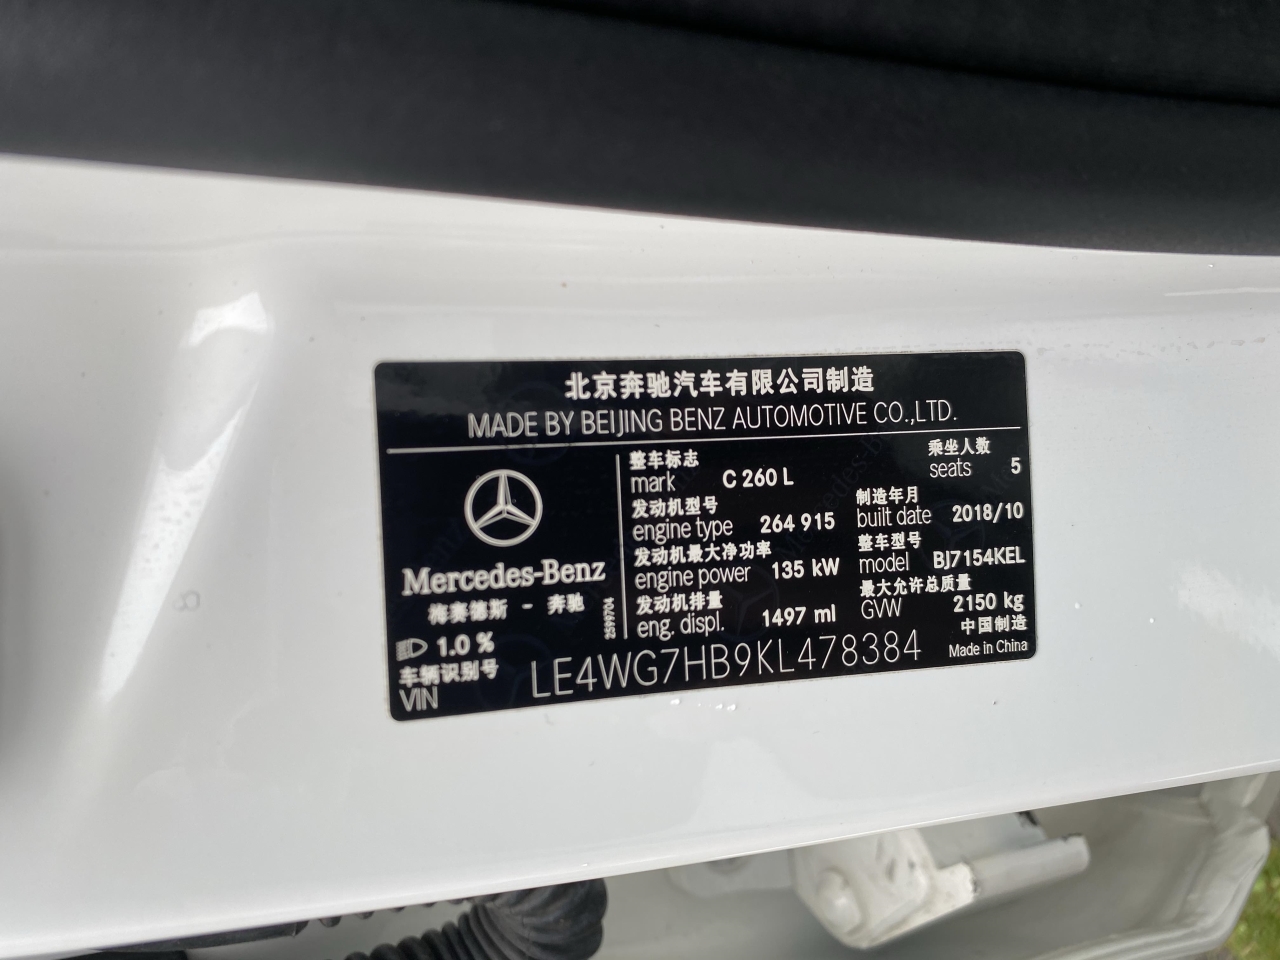 北京奔驰汽车有限公司制造
MADE BY BEIJING BENZ AUTOMOTIVE CO.,LTD.
Mercedes-Benz
梅赛德斯 - 奔驰
1.0 %
2599704
整车标志
mark C 260 L
乘坐人数
seats 5
发动机型号
engine type 264 915
制造年月
built date 2018/10
发动机最大净功率
engine power 135 kW
整车型号
model BJ7154KEL
发动机排量
eng. displ. 1497 ml
最大允许总质量
GVW 2150 kg
中国制造
Made in China
车辆识别号
VIN LE4WG7HB9KL478384